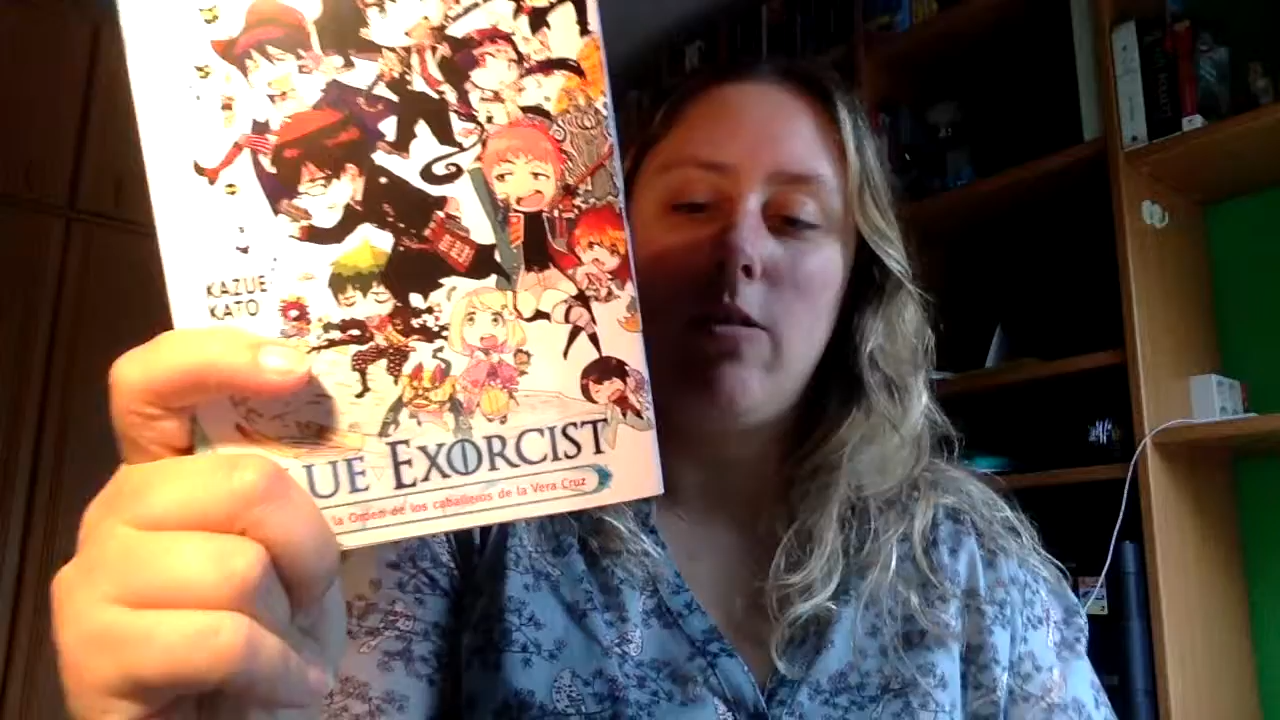 KAZUE
KATO
UE EXORCIST
la Orden de los caballeros de la Vera Cruz